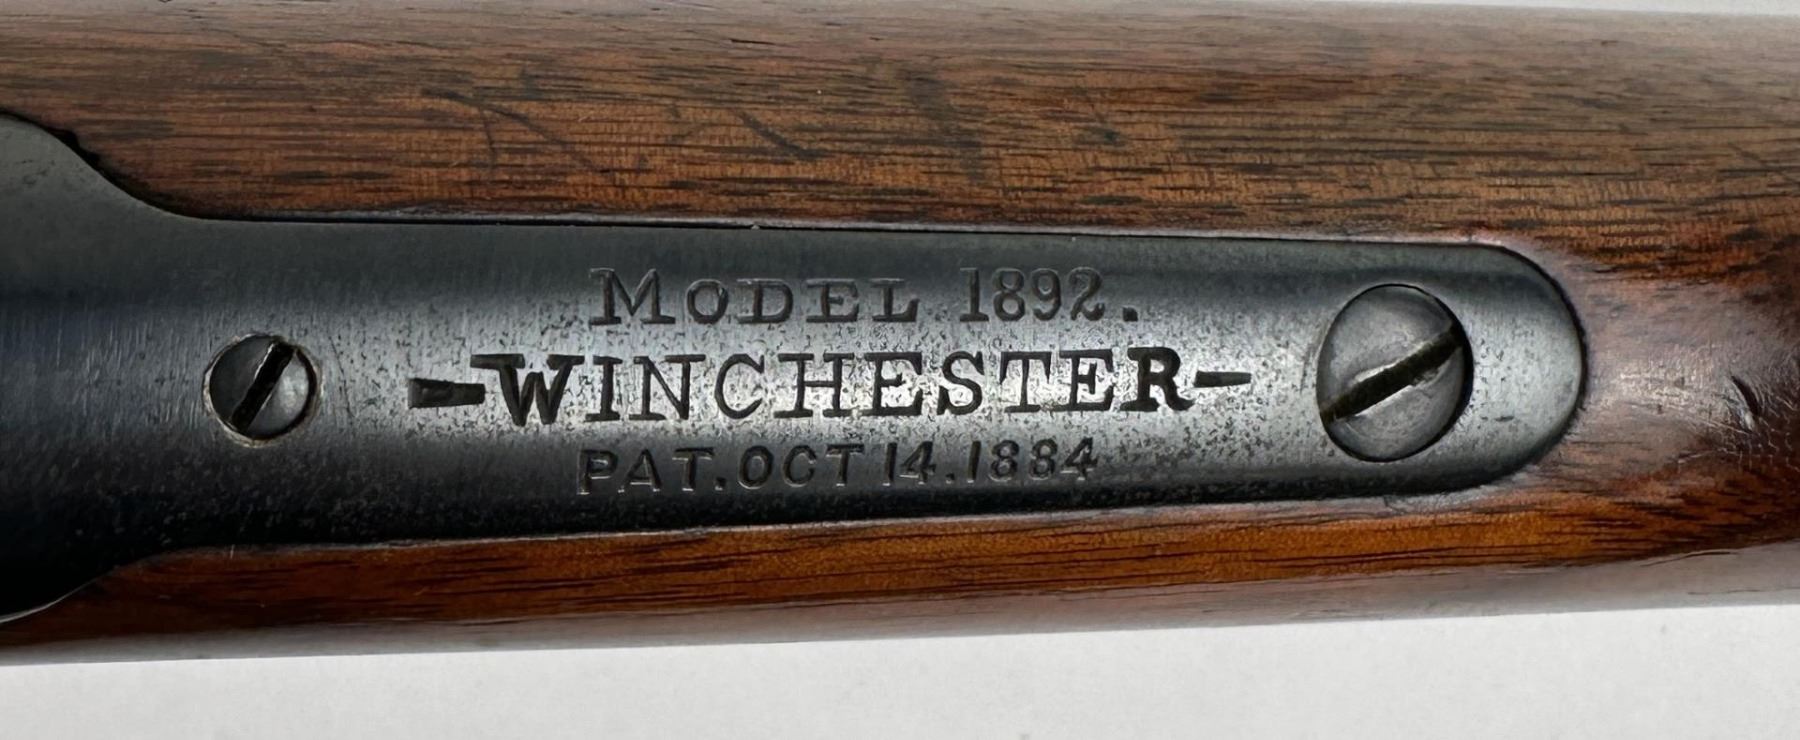 MODEL 1892.
-WINCHESTER-
PAT. OCT 14. 1884